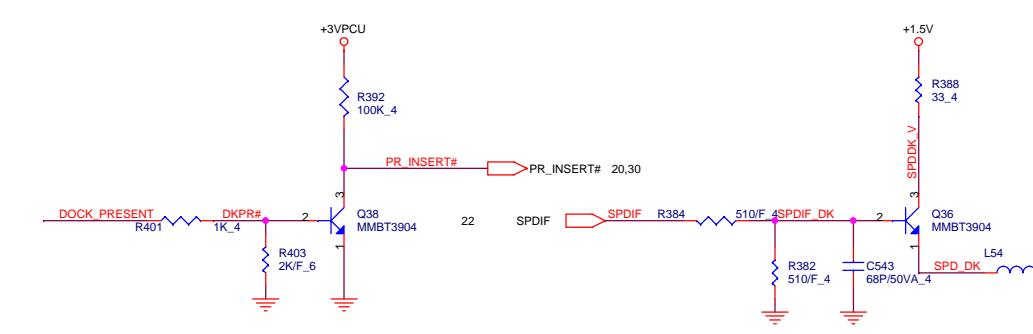 +3VPCU
R392
100K_4
PR_INSERT#
PR_INSERT# 20,30
DOCK_PRESENT
R401
DKPR#
1K_4
2
3
1
Q38
MMBT3904
R403
2K/F_6
22
SPDIF
SPDIF
R384
510/F_4
SPDIF_DK
R382
510/F_4
C543
68P/50VA_4
+1.5V
R388
33_4
SPDDK_V
2
3
1
Q36
MMBT3904
SPD_DK
L54